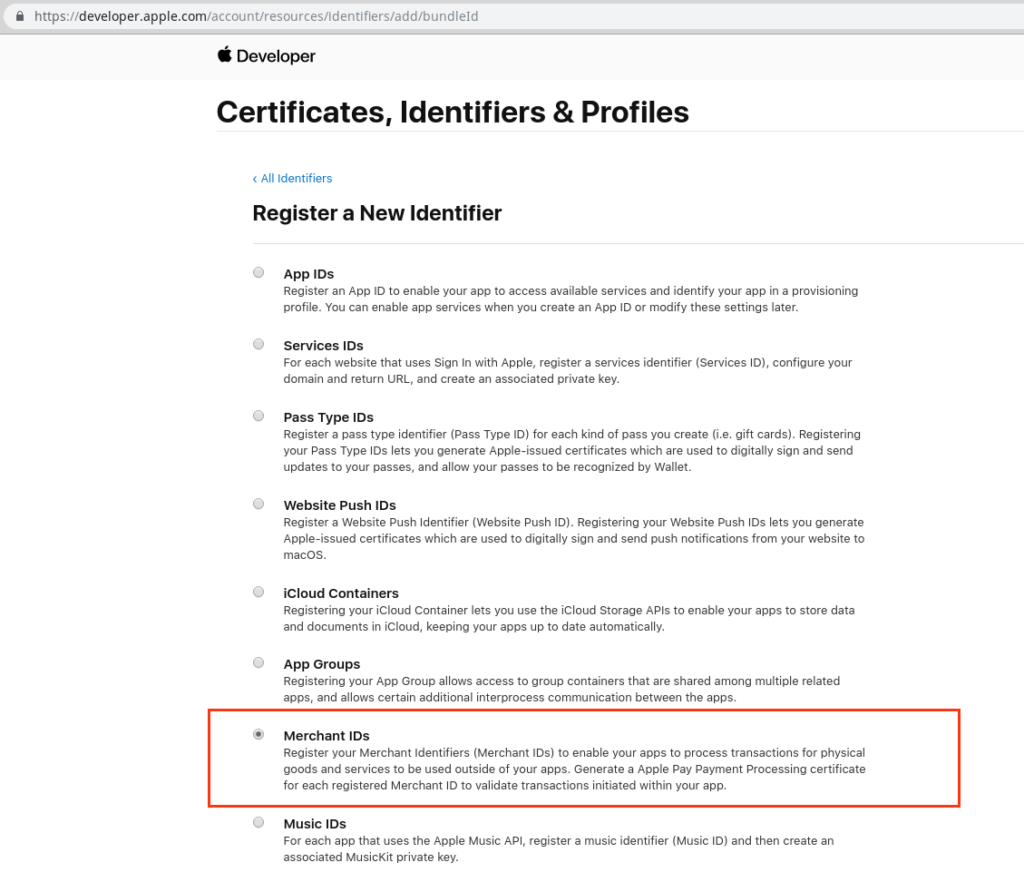 https://developer.apple.com/account/resources/identifiers/add/bundleId
Developer
Certificates, Identifiers & Profiles
‹ All Identifiers
Register a New Identifier
App IDs
Register an App ID to enable your app to access available services and identify your app in a provisioning
profile. You can enable app services when you create an App ID or modify these settings later.
Services IDs
For each website that uses Sign In with Apple, register a services identifier (Services ID), configure your
domain and return URL, and create an associated private key.
Pass Type IDs
Register a pass type identifier (Pass Type ID) for each kind of pass you create (i.e. gift cards). Registering
your Pass Type IDs lets you generate Apple-issued certificates which are used to digitally sign and send
updates to your passes, and allow your passes to be recognized by Wallet.
Website Push IDs
Register a Website Push Identifier (Website Push ID). Registering your Website Push IDs lets you generate
Apple-issued certificates which are used to digitally sign and send push notifications from your website to
macOS.
iCloud Containers
Registering your iCloud Container lets you use the iCloud Storage APIs to enable your apps to store data
and documents in iCloud, keeping your apps up to date automatically.
App Groups
Registering your App Group allows access to group containers that are shared among multiple related
apps, and allows certain additional interprocess communication between the apps.
Merchant IDs
Register your Merchant Identifiers (Merchant IDs) to enable your apps to process transactions for physical
goods and services to be used outside of your apps. Generate a Apple Pay Payment Processing certificate
for each registered Merchant ID to validate transactions initiated within your app.
Music IDs
For each app that uses the Apple Music API, register a music identifier (Music ID) and then create an
associated MusicKit private key.